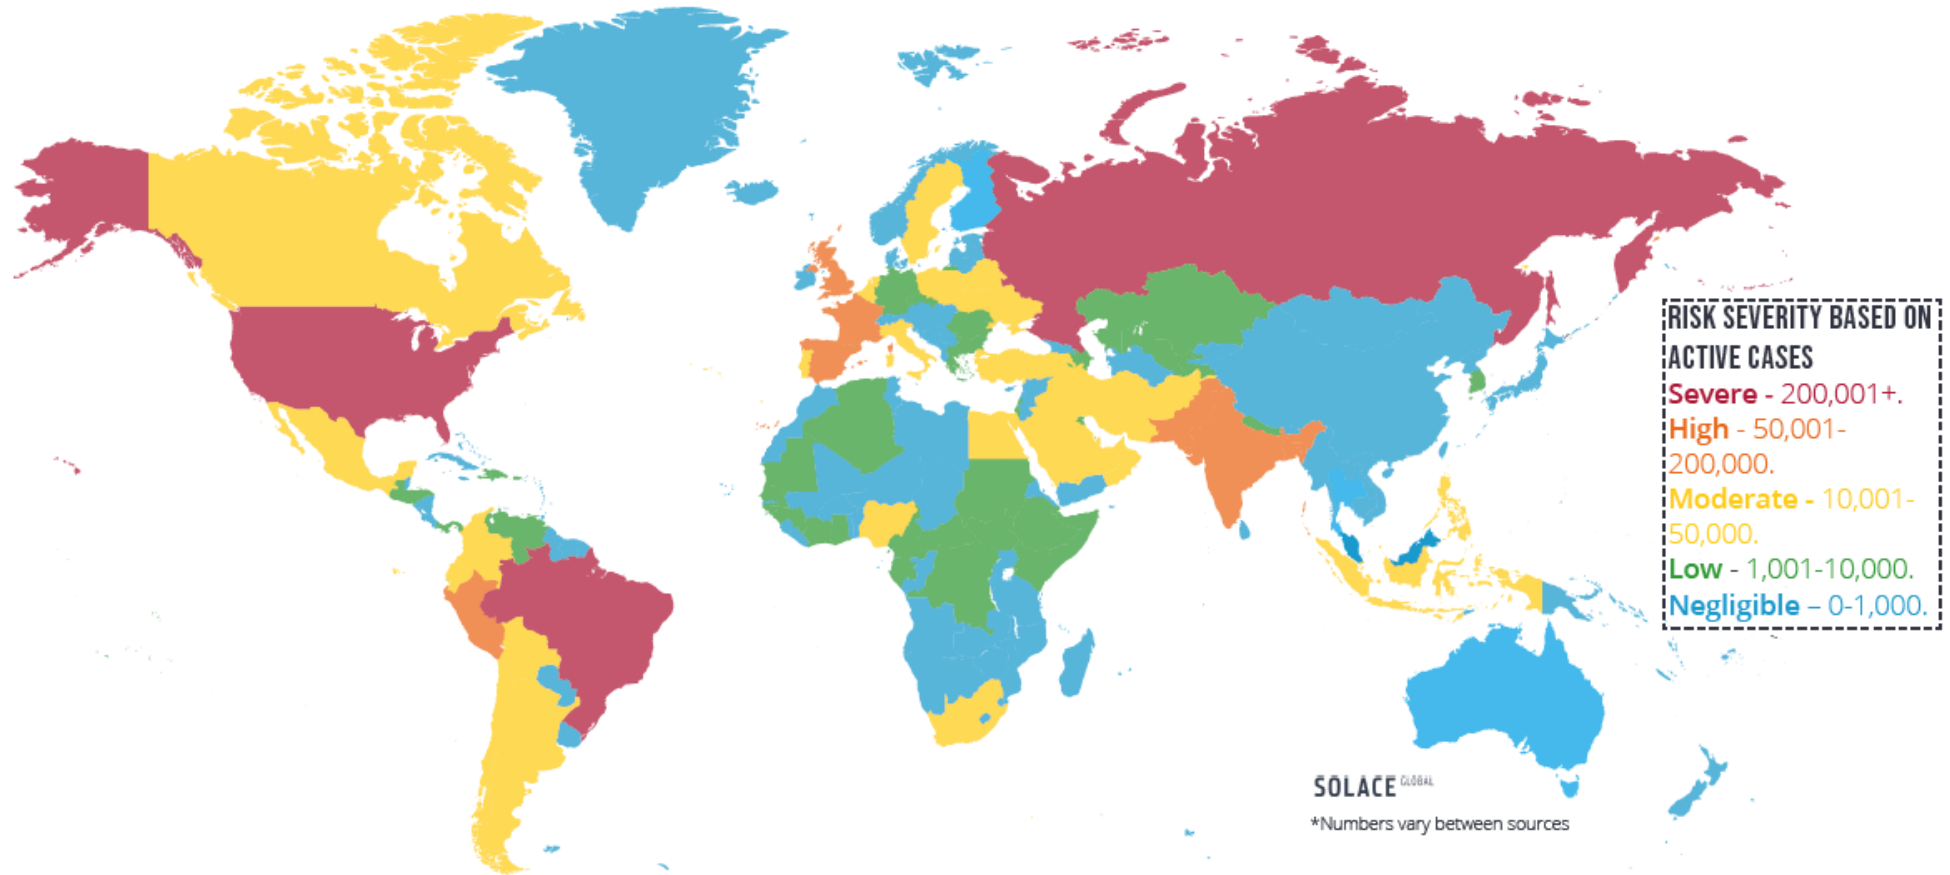 RISK SEVERITY BASED ON
ACTIVE CASES
Severe - 200,001+.
High - 50,001-
200,000.
Moderate - 10,001-
50,000.
Low - 1,001-10,000.
Negligible – 0-1,000.
SOLACE GLOBAL
*Numbers vary between sources